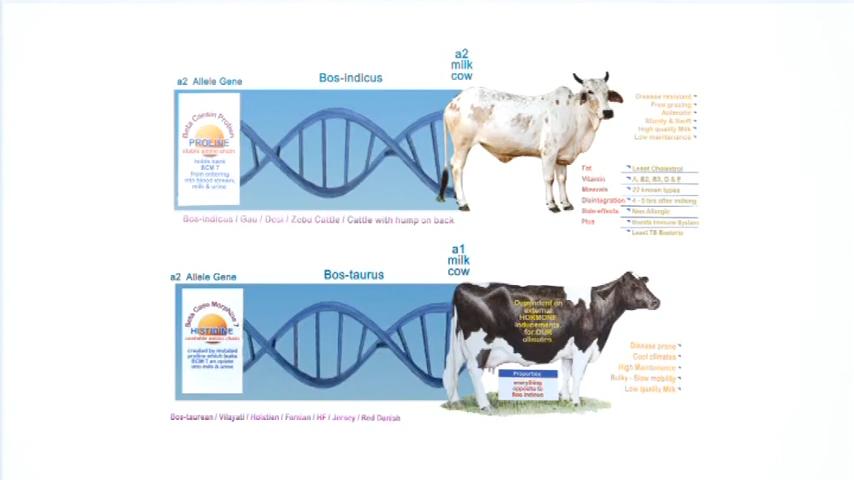 a2
milk
cow
a2 Allele Gene
Bos-indicus
Beta Casein Protein
PROLINE
stable amino chain
holds back
BCM 7
from entering
into blood stream,
milk & urine
Disease resistant
Free grazing
High quality Milk
Low maintenance
Fat
Least Cholestrol
Vitamin
A, B2, B3, D & E
Minerals
22 known types
Disintegration
4 - 5 hrs after milking
Side-effects
Non Allergic
Plus
Boosts Immune System
Least TB Bacteria
Bos-indicus / Gau / Desi / Zebu Cattle / Cattle with hump on back
a1
milk
cow
a2 Allele Gene
Bos-taurus
Beta Caso Morphine 7
HISTIDINE
unstable amino chain
created by mutated
proline which leaks
BCM 7 an opiate
into milk & urine
Dependent on
external
HORMONE
inducements
for OUR
climates
Properties
everything
opposite to
Bos-indicus
Disease prone
Cool climates
High Maintenance
Bulky - Slow mobility
Low quality Milk
Bos-taurean / Vilayati / Holstien / Farsian / HF / Jersey / Red Danish